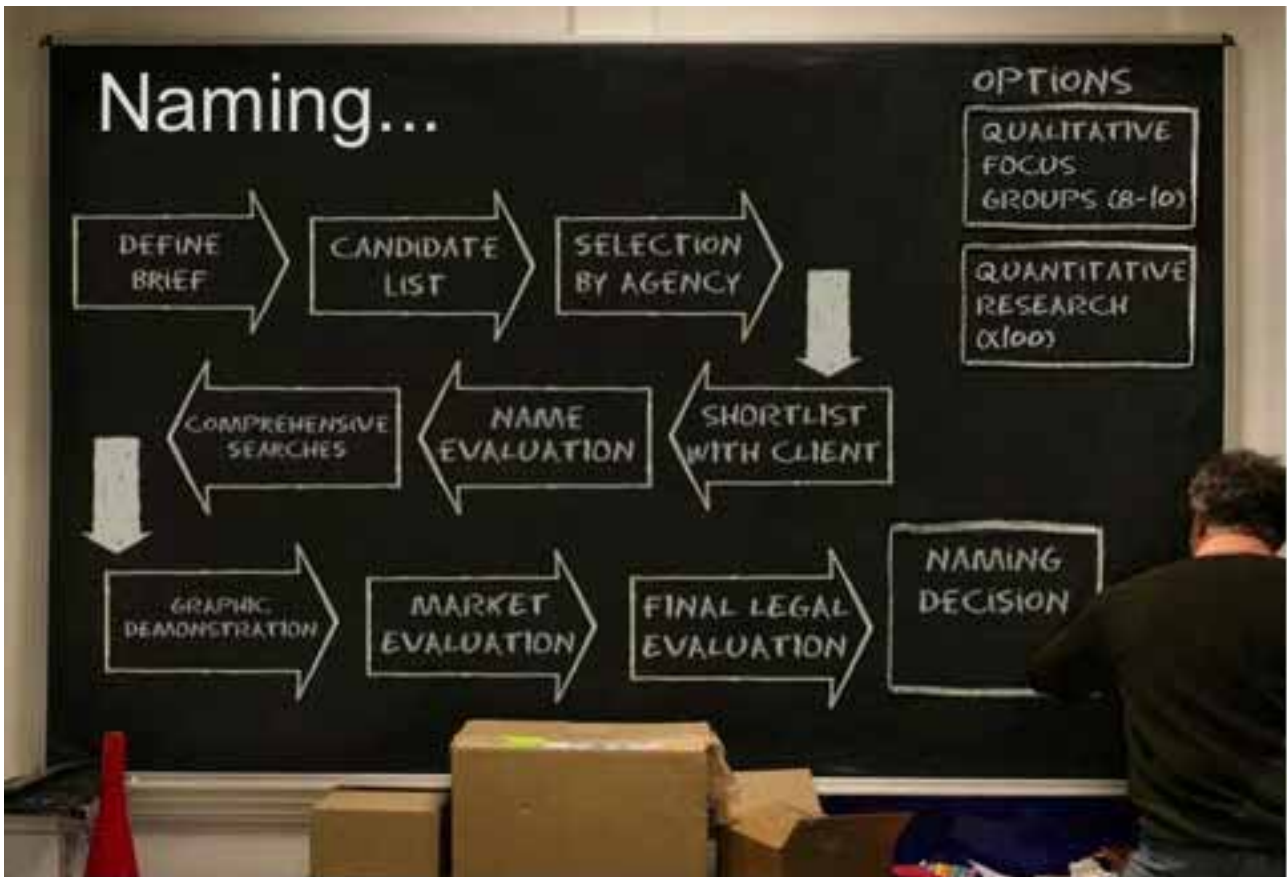 Naming...
DEFINE
BRIEF
CANDIDATE
LIST
SELECTION
BY AGENCY
SHORTLIST
WITH CLIENT
NAME
EVALUATION
COMPREHENSIVE
SEARCHES
GRAPHIC
DEMONSTRATION
MARKET
EVALUATION
FINAL LEGAL
EVALUATION
NAMING
DECISION
OPTIONS
QUALITATIVE
FOCUS
GROUPS (8-10)
QUANTITATIVE
RESEARCH
(X100)